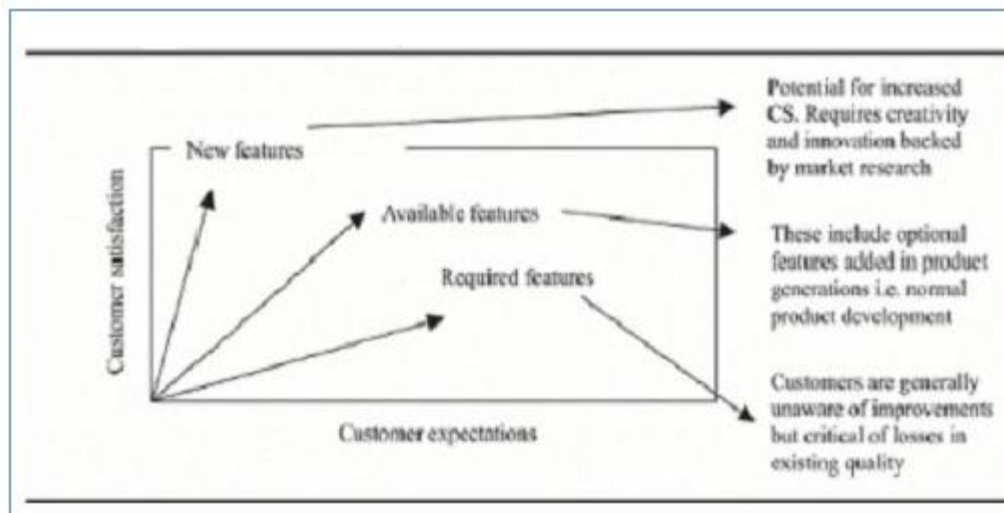 Potential for increased
CS. Requires creativity
and innovation backed
by market research
New features
Available features
These include optional
features added in product
generations i.e. normal
product development
Required features
Customer satisfaction
Customers are generally
unaware of improvements
but critical of losses in
existing quality
Customer expectations